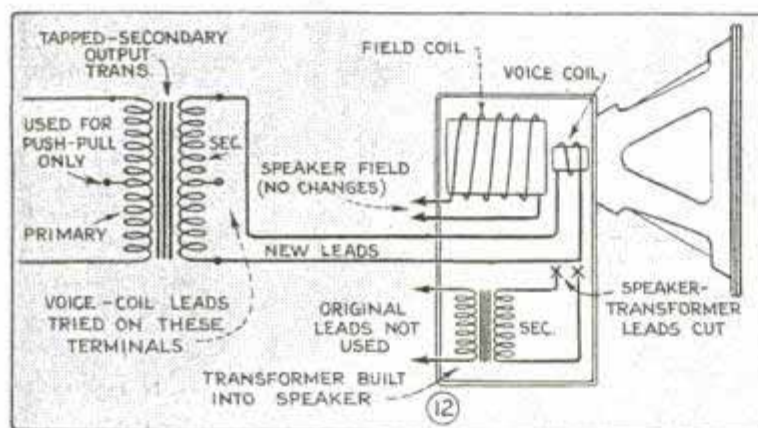 TAPPED-SECONDARY
OUTPUT
TRANS.
FIELD COIL
VOICE COIL
USED FOR
PUSH-PULL
ONLY
SEC.
SPEAKER FIELD
(NO CHANGES)
PRIMARY
NEW LEADS
VOICE-COIL LEADS
TRIED ON THESE
TERMINALS
ORIGINAL
LEADS NOT
USED
SEC.
SPEAKER-
TRANSFORMER
LEADS CUT
TRANSFORMER BUILT
INTO SPEAKER
12